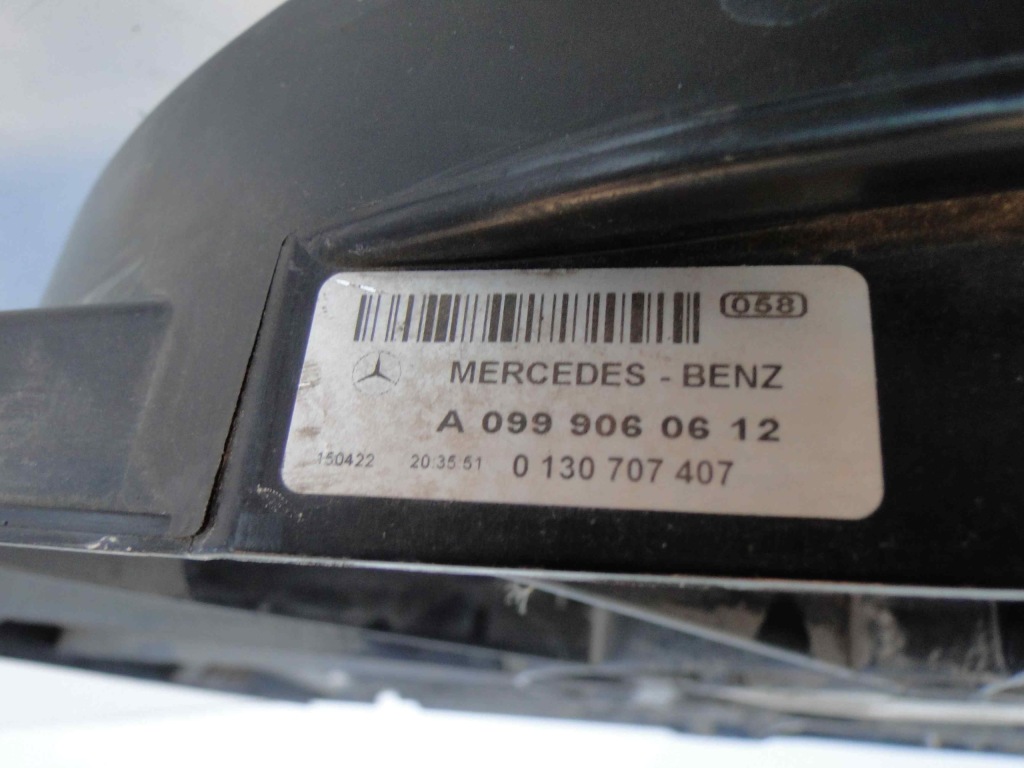 058
MERCEDES - BENZ
A 099 906 06 12
150422 20:35:51 0 130 707 407